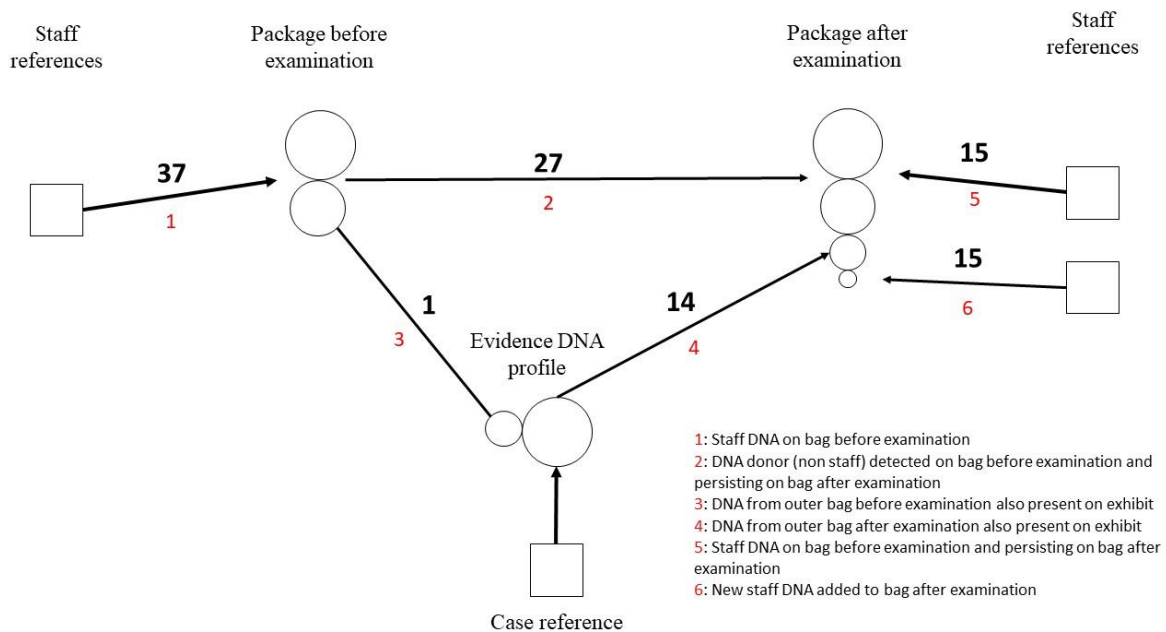 Staff
references
Package before
examination
Package after
examination
Staff
references
37
1
27
2
15
5
15
6
1
3
14
4
Evidence DNA
profile
1: Staff DNA on bag before examination
2: DNA donor (non staff) detected on bag before examination and
persisting on bag after examination
3: DNA from outer bag before examination also present on exhibit
4: DNA from outer bag after examination also present on exhibit
5: Staff DNA on bag before examination and persisting on bag after
examination
6: New staff DNA added to bag after examination
Case reference